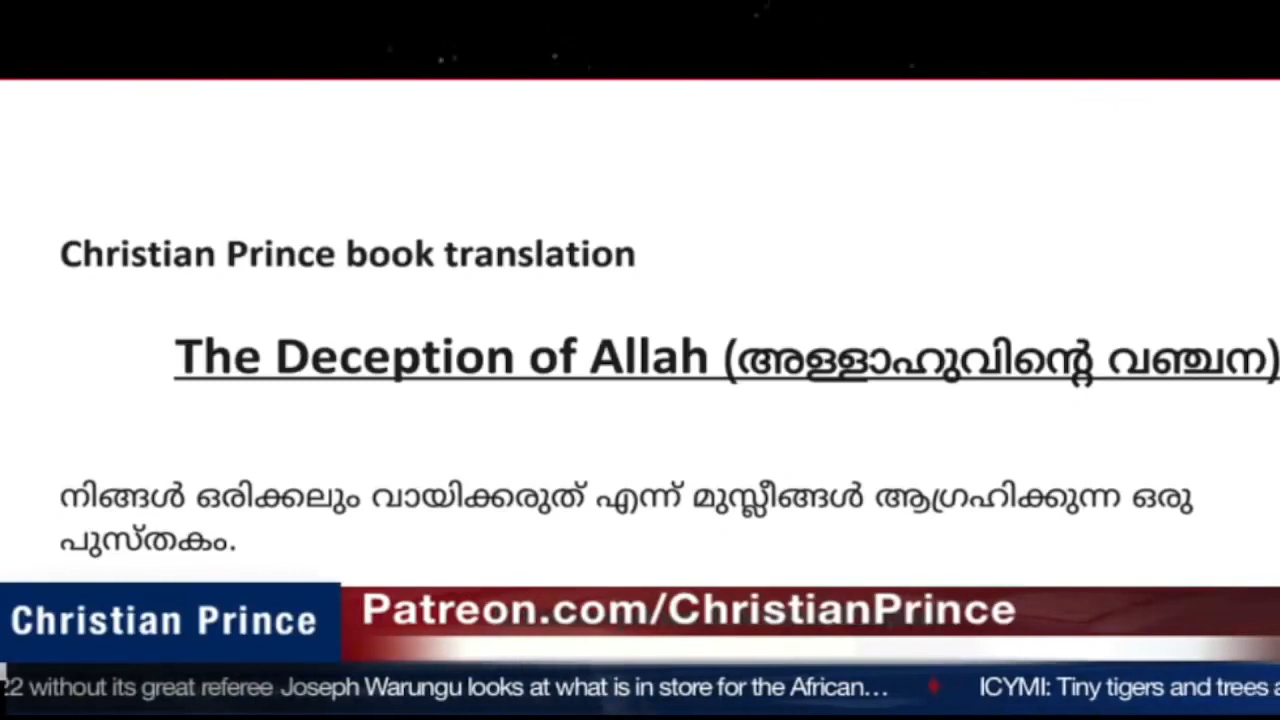 Christian Prince book translation
The Deception of Allah (അള്ളാഹുവിന്റെ വഞ്ചന)
നിങ്ങൾ ഒരിക്കലും വായിക്കരുത് എന്ന് മുസ്ലീങ്ങൾ ആഗ്രഹിക്കുന്ന ഒരു
പുസ്തകം.
Christian Prince
Patreon.com/ChristianPrince
22 without its great referee Joseph Warungu looks at what is in store for the African... ♦ ICYMI: Tiny tigers and trees